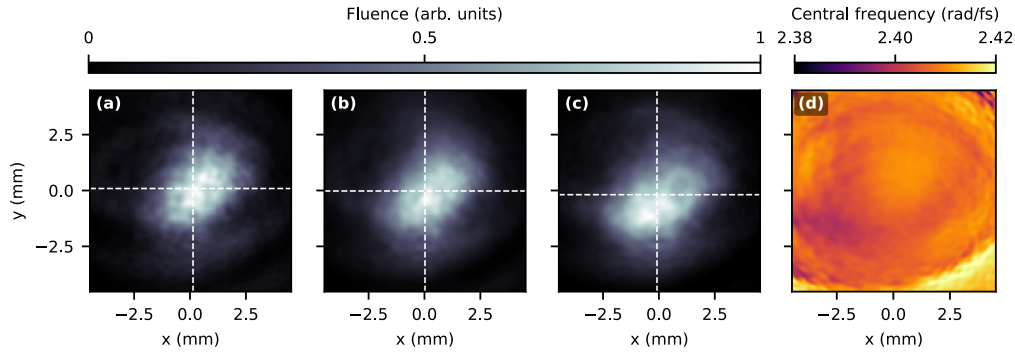 Fluence (arb. units)
Central frequency (rad/fs)
0 0.5 1
2.38 2.40 2.42
(a) (b) (c) (d)
2.5
0.0
−2.5
y (mm)
−2.5 0.0 2.5 −2.5 0.0 2.5 −2.5 0.0 2.5 −2.5 0.0 2.5
x (mm) x (mm) x (mm) x (mm)